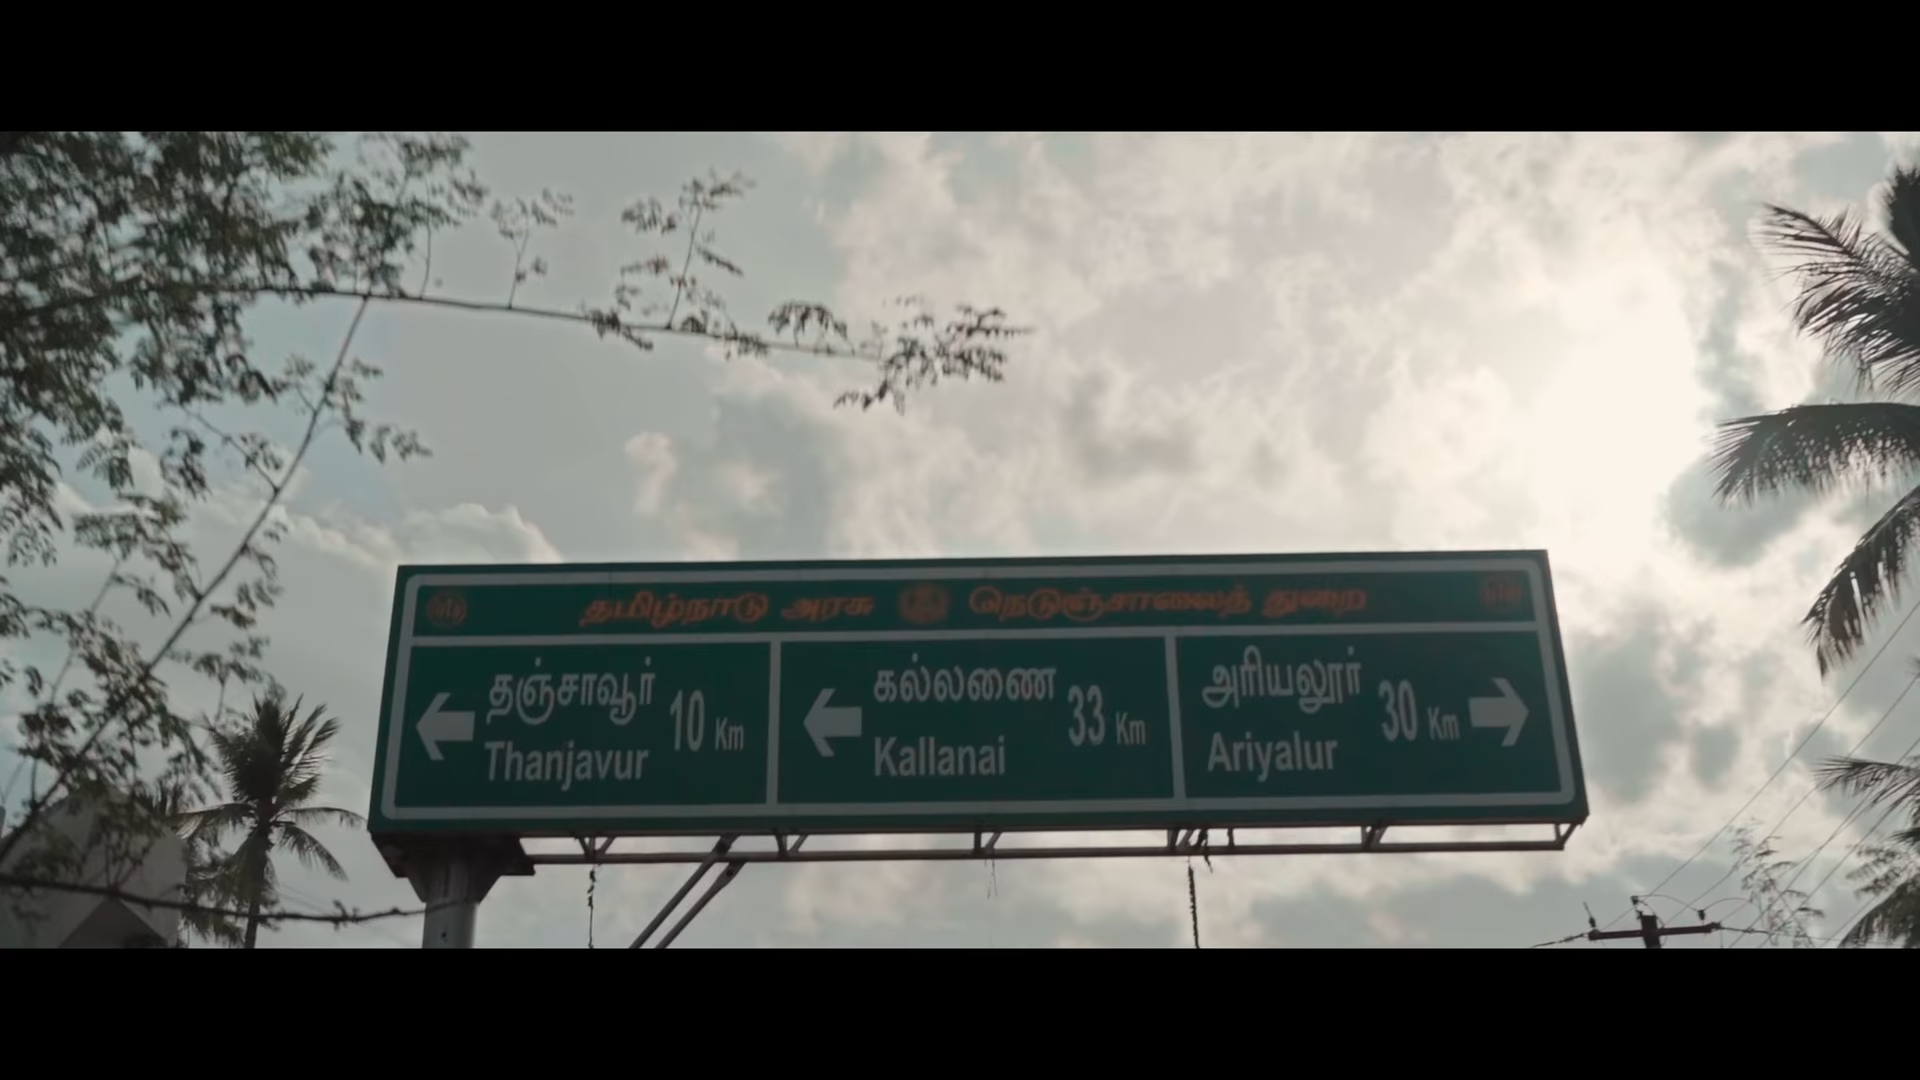 தமிழ்நாடு அரசு நெடுஞ்சாலைத் துறை
தஞ்சாவூர்
Thanjavur
10 Km
கல்லணை
Kallanai
33 Km
அரியலூர்
Ariyalur
30 Km